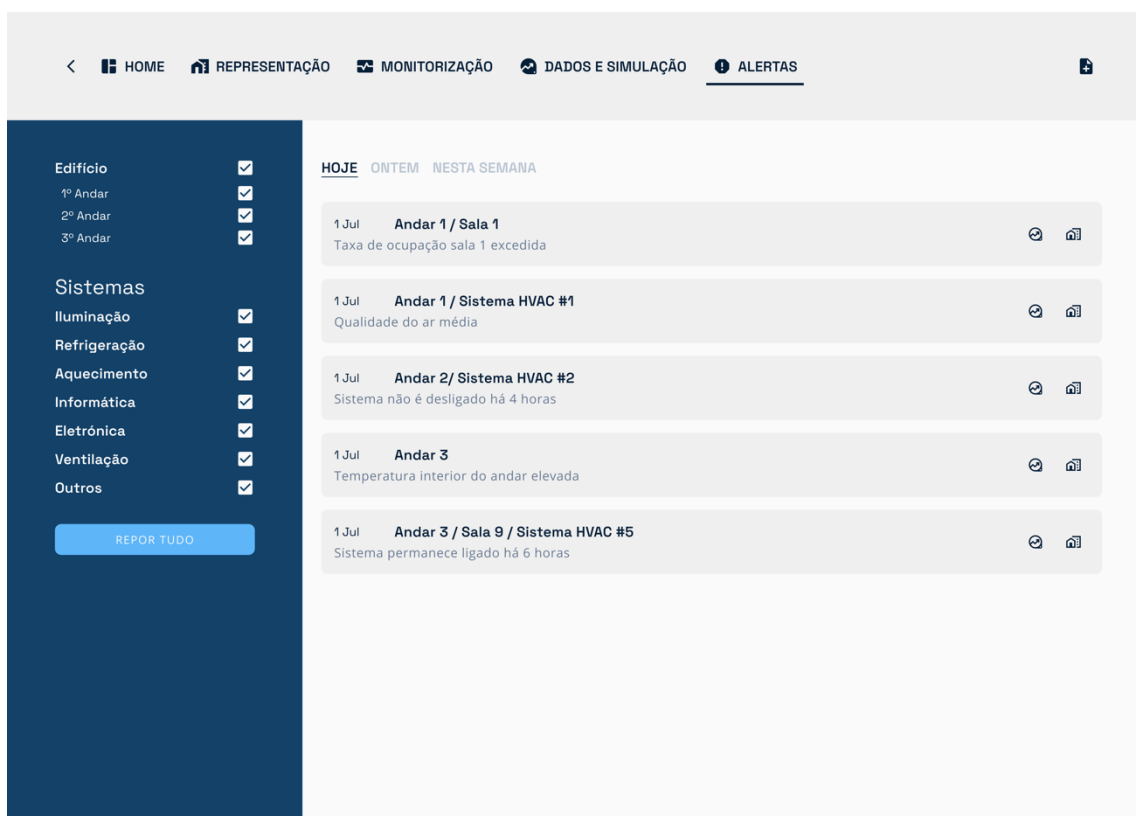 HOME REPRESENTAÇÃO MONITORIZAÇÃO DADOS E SIMULAÇÃO ALERTAS
Edifício
1º Andar
2º Andar
3º Andar
Sistemas
Iluminação
Refrigeração
Aquecimento
Informática
Eletrónica
Ventilação
Outros
REPOR TUDO
HOJE ONTEM NESTA SEMANA
1 Jul Andar 1 / Sala 1
Taxa de ocupação sala 1 excedida
1 Jul Andar 1 / Sistema HVAC #1
Qualidade do ar média
1 Jul Andar 2/ Sistema HVAC #2
Sistema não é desligado há 4 horas
1 Jul Andar 3
Temperatura interior do andar elevada
1 Jul Andar 3 / Sala 9 / Sistema HVAC #5
Sistema permanece ligado há 6 horas